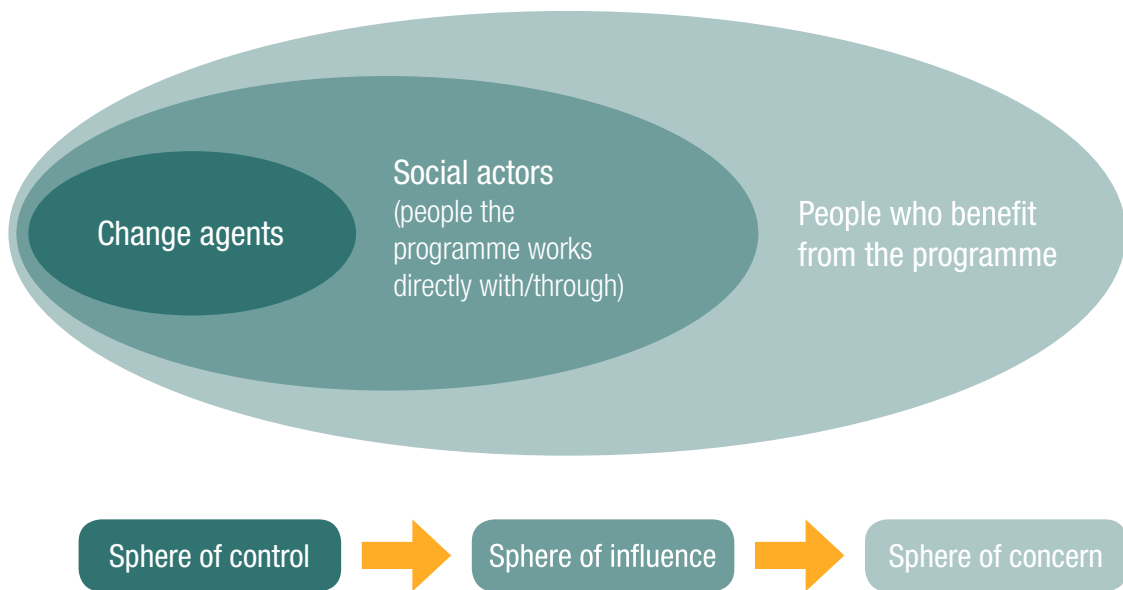 Change agents
Social actors
(people the
programme works
directly with/through)
People who benefit
from the programme
Sphere of control
Sphere of influence
Sphere of concern